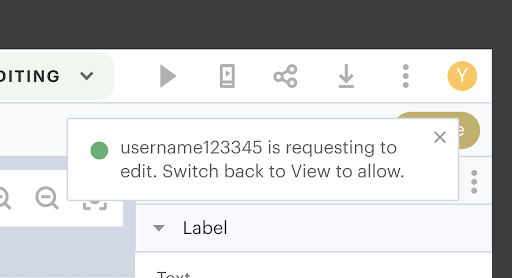 DITING
Y
username123345 is requesting to
edit. Switch back to View to allow.
Label
Text